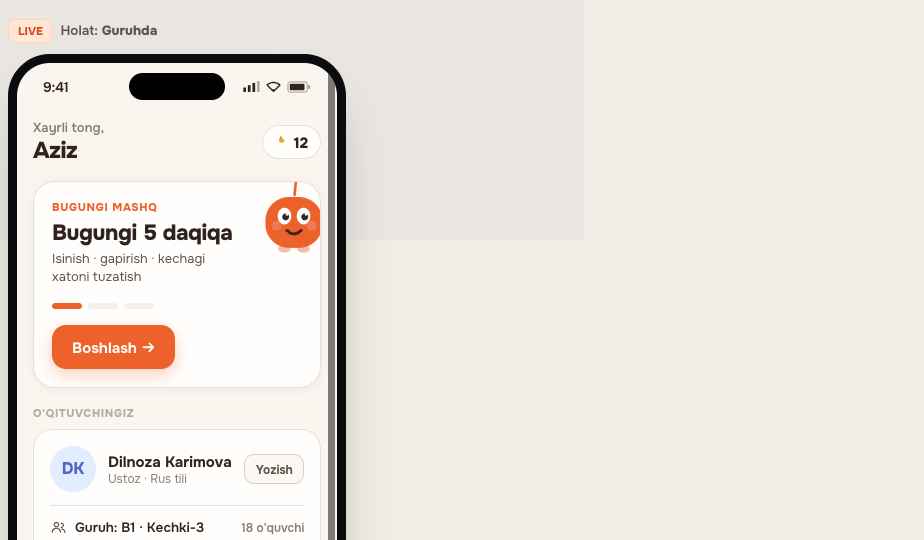 LIVE Holat: Guruhda
9:41
Xayrli tong,
Aziz
12
BUGUNGI MASHQ
Bugungi 5 daqiqa
Isinish · gapirish · kechagi
xatoni tuzatish
Boshlash →
O'QITUVCHINGIZ
DK
Dilnoza Karimova
Ustoz · Rus tili
Yozish
Guruh: B1 · Kechki-3
18 o'quvchi